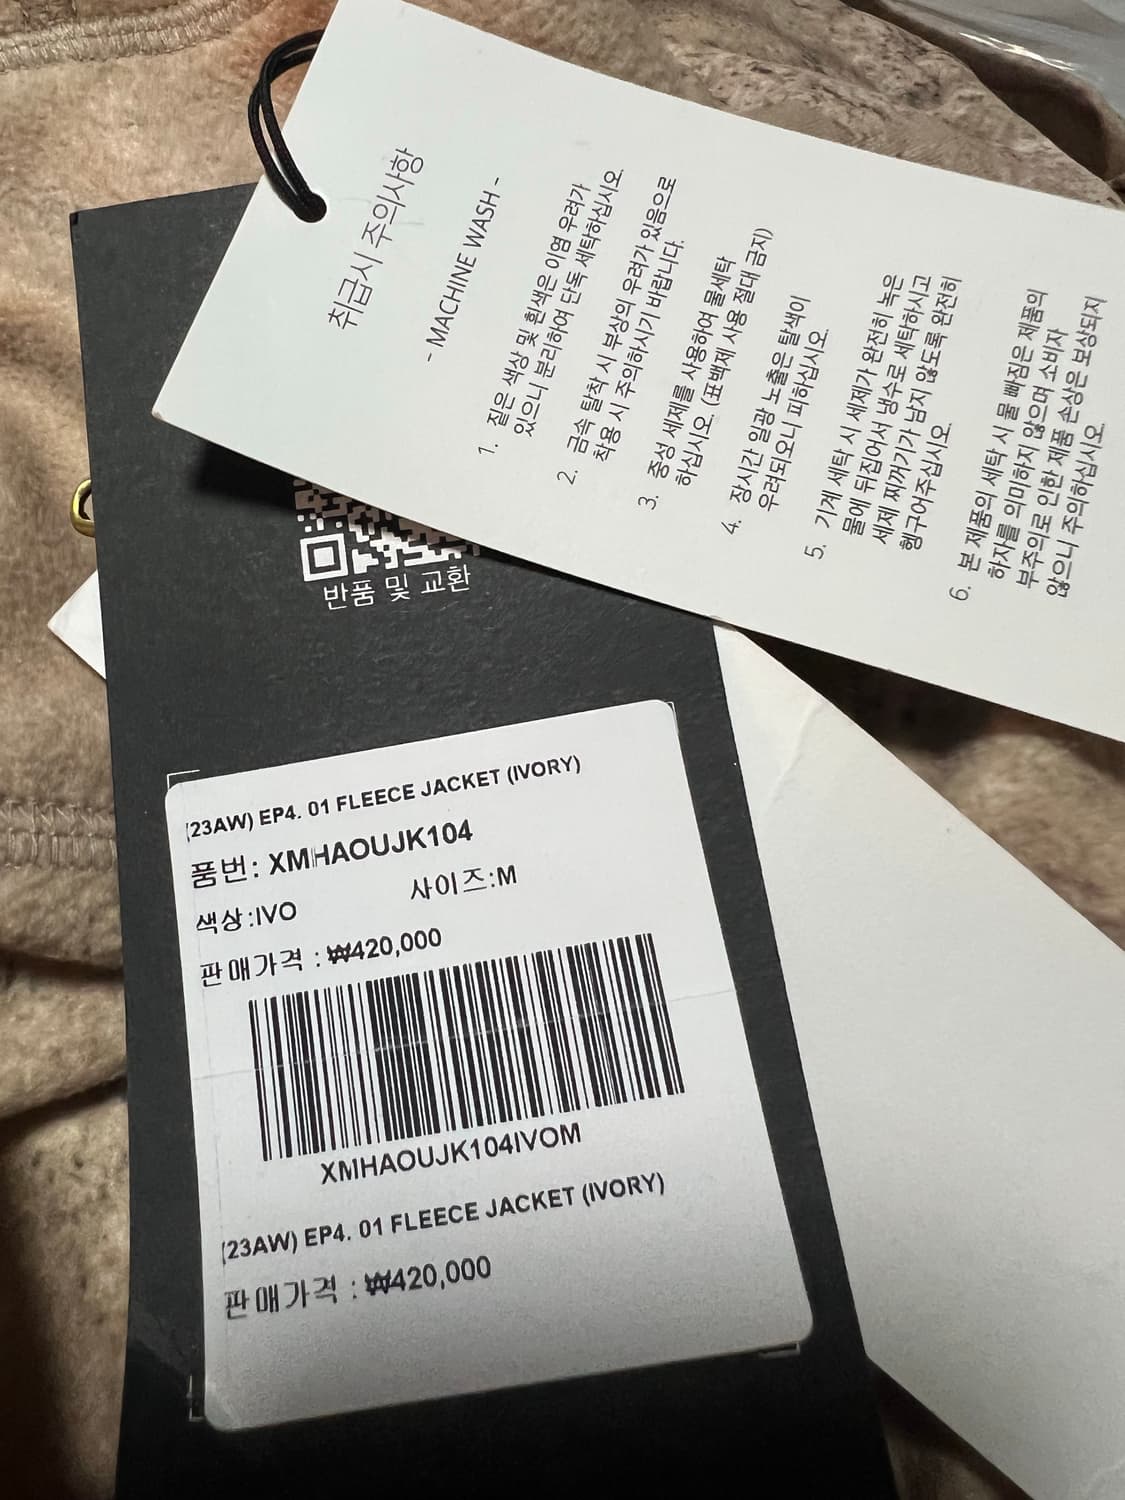 취급시 주의사항
- MACHINE WASH -
1. 짙은 색상 및 흰색은 이염 우려가
있으니 분리하여 단독 세탁하십시오.
2. 금속 탈착 시 부상의 우려가 있음으로
착용 시 주의하시기 바랍니다.
3. 중성 세제를 사용하여 물세탁
하십시오. (표백제 사용 절대 금지)
4. 장시간 일광 노출은 탈색이
우려되오니 피하십시오.
5. 기계 세탁 시 세제가 완전히 녹은
물에 뒤집어서 냉수로 세탁하시고
세제 찌꺼기가 남지 않도록 완전히
헹구어주십시오.
6. 본 제품의 세탁 시 물 빠짐은 제품의
하자를 의미하지 않으며 소비자
부주의로 인한 제품 손상은 보상되지
않으니 주의하십시오.
반품 및 교환
(23AW) EP4. 01 FLEECE JACKET (IVORY)
품번: XMHAOUJK104
색상:IVO 사이즈:M
판매가격 : ₩420,000
XMHAOUJK104IVOM
(23AW) EP4. 01 FLEECE JACKET (IVORY)
판매가격 : ₩420,000